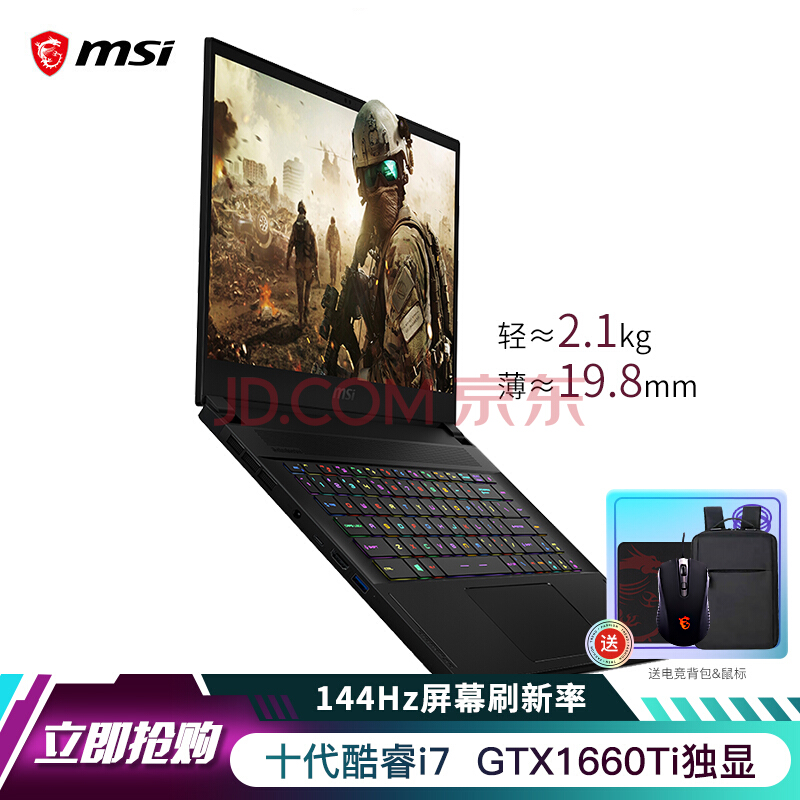 msi
轻≈2.1kg
薄≈19.8mm
msi
JD.COM 京东
送
送电竞背包&鼠标
144Hz屏幕刷新率
立即抢购
十代酷睿i7 GTX1660Ti独显